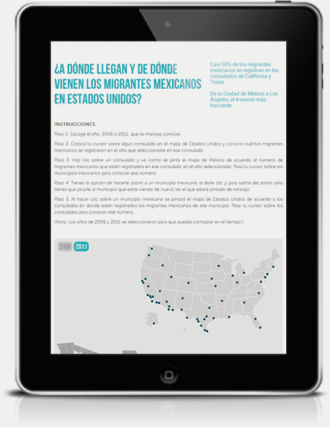 ¿A DÓNDE LLEGAN Y DE DÓNDE
VIENEN LOS MIGRANTES MEXICANOS
EN ESTADOS UNIDOS?
Casi 50% de los migrantes
mexicanos se registran en los
consulados de California y
Texas.
De la Ciudad de México a Los
Ángeles, el trayecto más
frecuente
INSTRUCCIONES
Paso 1: Escoge el año, 2006 o 2011, que te interesa conocer.
Paso 2: Coloca tu cursor sobre algún consulado en el mapa de Estados Unidos y conoce cuántos migrantes
mexicanos se registraron en el año que seleccionaste en ese consulado.
Paso 3: Haz clic sobre un consulado y ve como se pinta el mapa de México de acuerdo al número de
migrantes mexicanos que están registrados en ese consulado. Pasa tu cursor sobre los
municipios mexicanos para conocer ese número.
Paso 4: Tienes la opción de hacerle zoom a un municipio mexicano al darle clic y para salirte del zoom sólo
tienes que picarle al municipio que estás viendo de nuevo (es el que estará pintado de naranja).
Paso 5: Al hacer clic sobre un municipio mexicano se pintará el mapa de Estados Unidos de acuerdo a los
consulados en donde están registrados los migrantes mexicanos de ese municipio. Pasa tu cursor sobre los
consulados para conocer ese número.
(Nota: Los años de 2006 y 2011 se seleccionaron para que puedas comparar en el tiempo.)
2006 2011